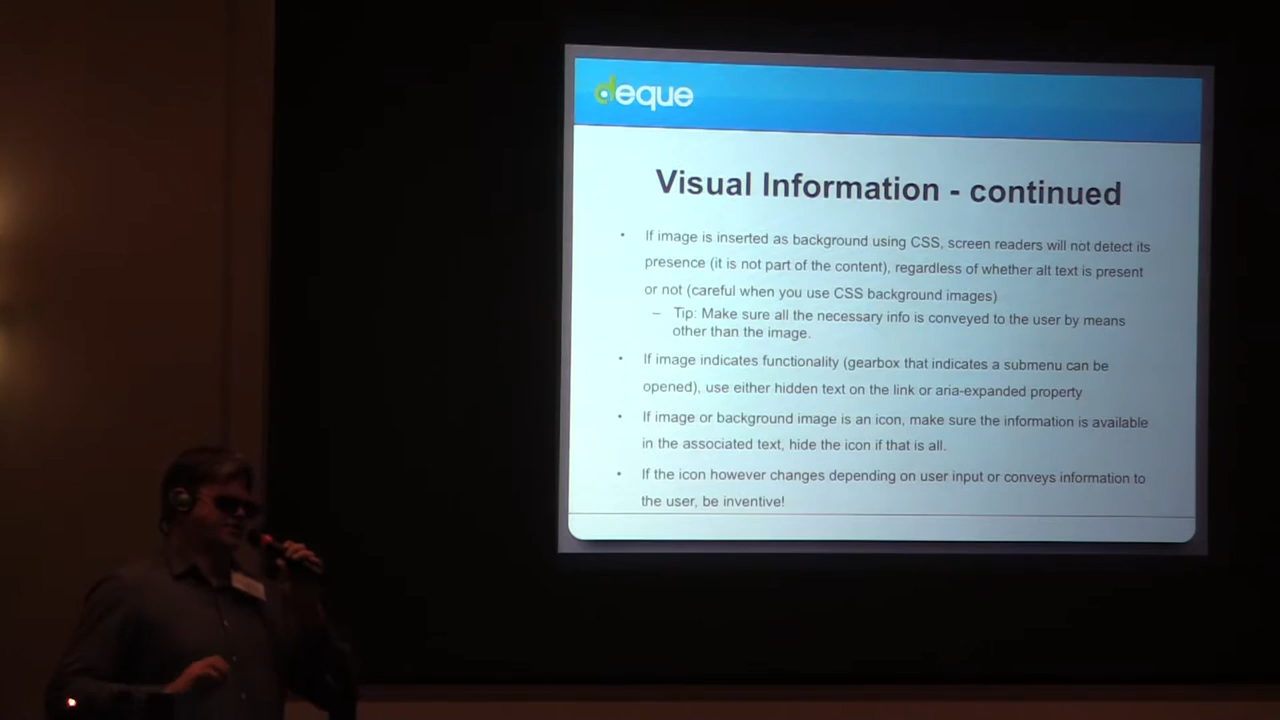 deque
Visual Information - continued
• If image is inserted as background using CSS, screen readers will not detect its
presence (it is not part of the content), regardless of whether alt text is present
or not (careful when you use CSS background images)
– Tip: Make sure all the necessary info is conveyed to the user by means
other than the image.
• If image indicates functionality (gearbox that indicates a submenu can be
opened), use either hidden text on the link or aria-expanded property
• If image or background image is an icon, make sure the information is available
in the associated text, hide the icon if that is all.
• If the icon however changes depending on user input or conveys information to
the user, be inventive!